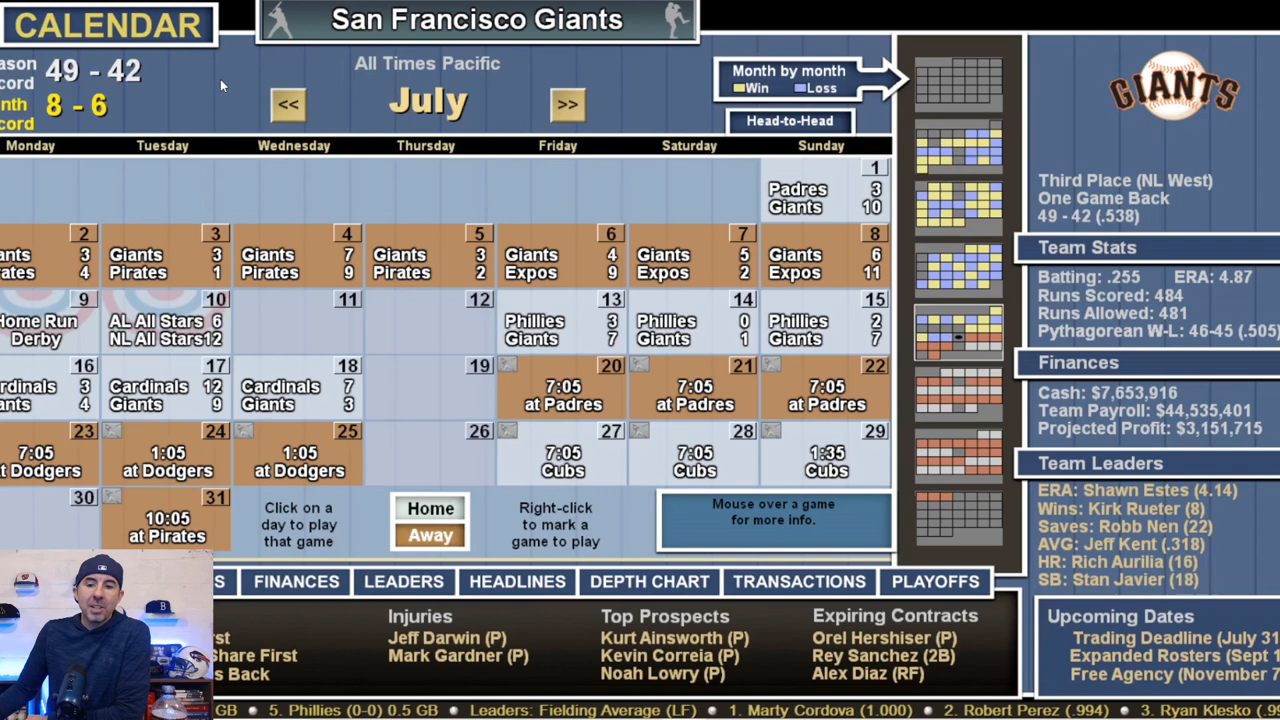 CALENDAR
San Francisco Giants
ason
cord
49 - 42
nth
cord
8 - 6
All Times Pacific
<< July >>
Month by month
Win Loss
Head-to-Head
Monday Tuesday Wednesday Thursday Friday Saturday Sunday
1
Padres 3
Giants 10
2
ants 3
rates 4
3
Giants 3
Pirates 1
4
Giants 7
Pirates 9
5
Giants 3
Pirates 2
6
Giants 4
Expos 9
7
Giants 5
Expos 2
8
Giants 6
Expos 11
9
Home Run
Derby
10
AL All Stars 6
NL All Stars12
11
12
13
Phillies 3
Giants 7
14
Phillies 0
Giants 1
15
Phillies 2
Giants 7
16
rdinals 3
ants 4
17
Cardinals 12
Giants 9
18
Cardinals 7
Giants 3
19
20
7:05
at Padres
21
7:05
at Padres
22
7:05
at Padres
23
7:05
at Dodgers
24
1:05
at Dodgers
25
1:05
at Dodgers
26
27
7:05
Cubs
28
7:05
Cubs
29
1:35
Cubs
30
31
10:05
at Pirates
Click on a
day to play
that game
Home
Away
Right-click
to mark a
game to play
Mouse over a game
for more info.
GIANTS
Third Place (NL West)
One Game Back
49 - 42 (.538)
Team Stats
Batting: .255 ERA: 4.87
Runs Scored: 484
Runs Allowed: 481
Pythagorean W-L: 46-45 (.505)
Finances
Cash: $7,653,916
Team Payroll: $44,535,401
Projected Profit: $3,151,715
Team Leaders
ERA: Shawn Estes (4.14)
Wins: Kirk Rueter (8)
Saves: Robb Nen (22)
AVG: Jeff Kent (.318)
HR: Rich Aurilia (16)
SB: Stan Javier (18)
Upcoming Dates
Trading Deadline (July 31
Expanded Rosters (Sept 1
Free Agency (November 7
S FINANCES LEADERS HEADLINES DEPTH CHART TRANSACTIONS PLAYOFFS
rst
Share First
s Back
Injuries
Jeff Darwin (P)
Mark Gardner (P)
Top Prospects
Kurt Ainsworth (P)
Kevin Correia (P)
Noah Lowry (P)
Expiring Contracts
Orel Hershiser (P)
Rey Sanchez (2B)
Alex Diaz (RF)
GB • 5. Phillies (0-0) 0.5 GB • Leaders: Fielding Average (LF) • 1. Marty Cordova (1.000) • 2. Robert Perez (.994) • 3. Ryan Klesko (.99